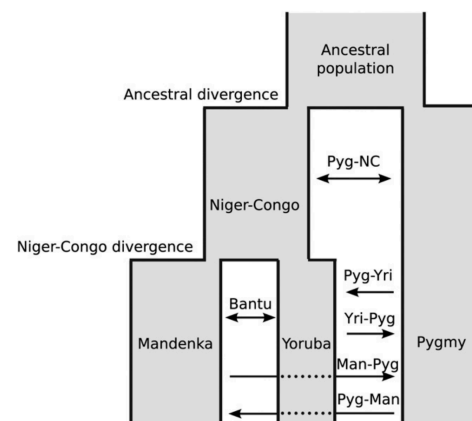 Ancestral
population
Ancestral divergence
Pyg-NC
Niger-Congo
Niger-Congo divergence
Pyg-Yri
Bantu
Yri-Pyg
Mandenka
Yoruba
Pygmy
Man-Pyg
Pyg-Man